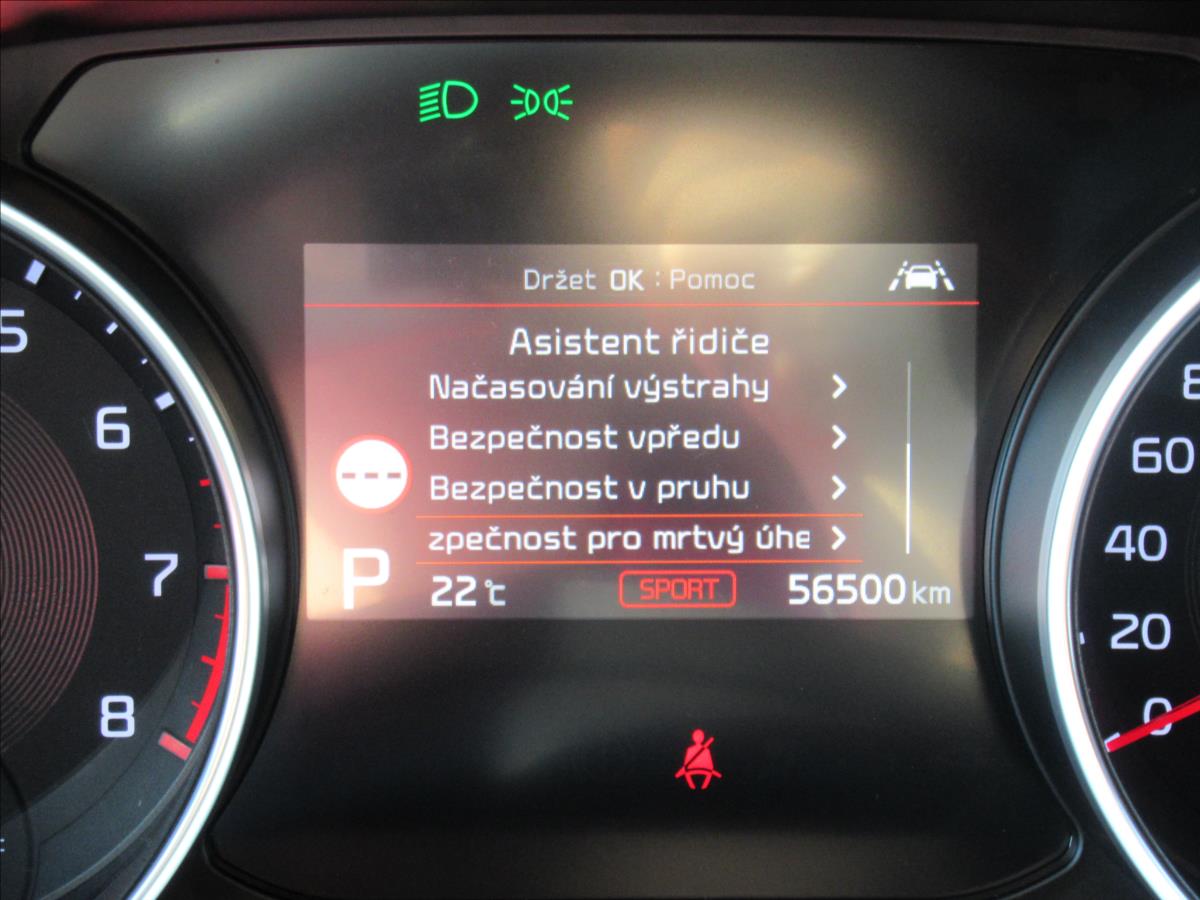 Držet OK : Pomoc
Asistent řidiče
Načasování výstrahy
Bezpečnost vpředu
Bezpečnost v pruhu
zpečnost pro mrtvý úhe
P
22 °C
SPORT
56500 km
5
6
7
8
60
40
20
0